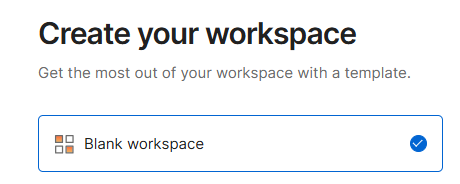 Create your workspace
Get the most out of your workspace with a template.
Blank workspace